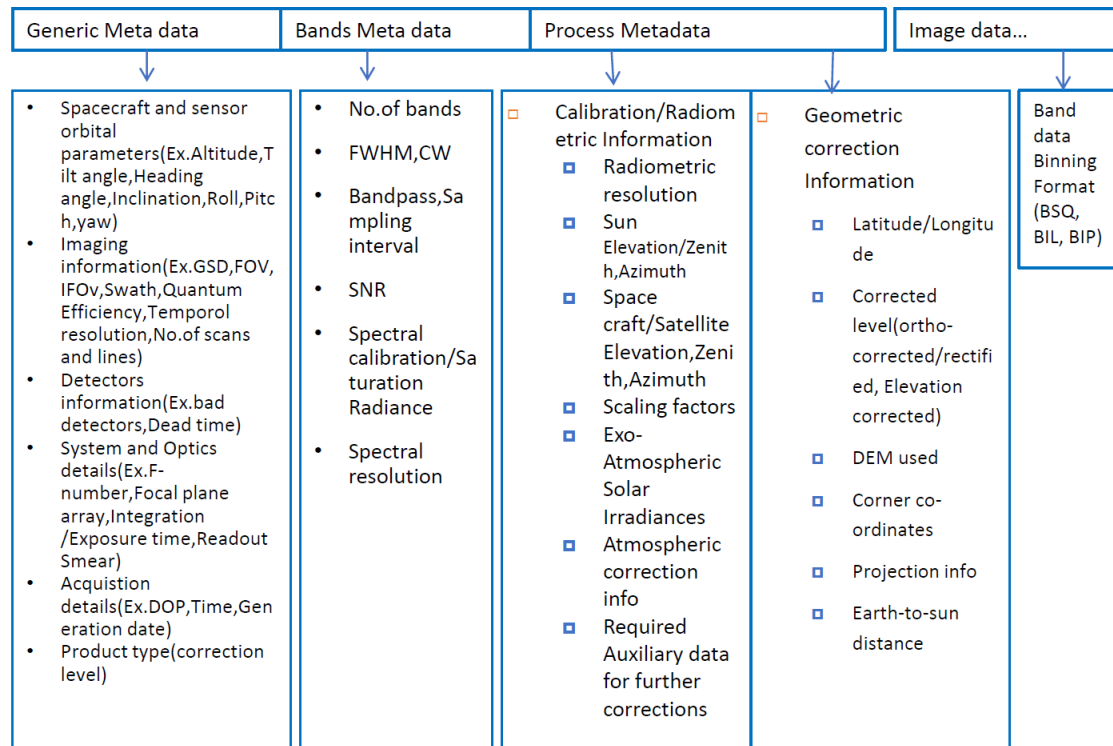 Generic Meta data
Bands Meta data
Process Metadata
Image data...
• Spacecraft and sensor
orbital
parameters(Ex.Altitude,T
ilt angle,Heading
angle,Inclination,Roll,Pitc
h,yaw)
• Imaging
information(Ex.GSD,FOV,
IFOv,Swath,Quantum
Efficiency,Temporol
resolution,No.of scans
and lines)
• Detectors
information(Ex.bad
detectors,Dead time)
• System and Optics
details(Ex.F-
number,Focal plane
array,Integration
/Exposure time,Readout
Smear)
• Acquistion
details(Ex.DOP,Time,Gen
eration date)
• Product type(correction
level)
• No.of bands
• FWHM,CW
• Bandpass,Sa
mpling
interval
• SNR
• Spectral
calibration/Sa
turation
Radiance
• Spectral
resolution
Calibration/Radiom
etric Information
Radiometric
resolution
Sun
Elevation/Zenit
h,Azimuth
Space
craft/Satellite
Elevation,Zeni
th,Azimuth
Scaling factors
Exo-
Atmospheric
Solar
Irradiances
Atmospheric
correction
info
Required
Auxiliary data
for further
corrections
Geometric
correction
Information
Latitude/Longitu
de
Corrected
level(ortho-
corrected/rectifi
ed, Elevation
corrected)
DEM used
Corner co-
ordinates
Projection info
Earth-to-sun
distance
Band
data
Binning
Format
(BSQ,
BIL, BIP)